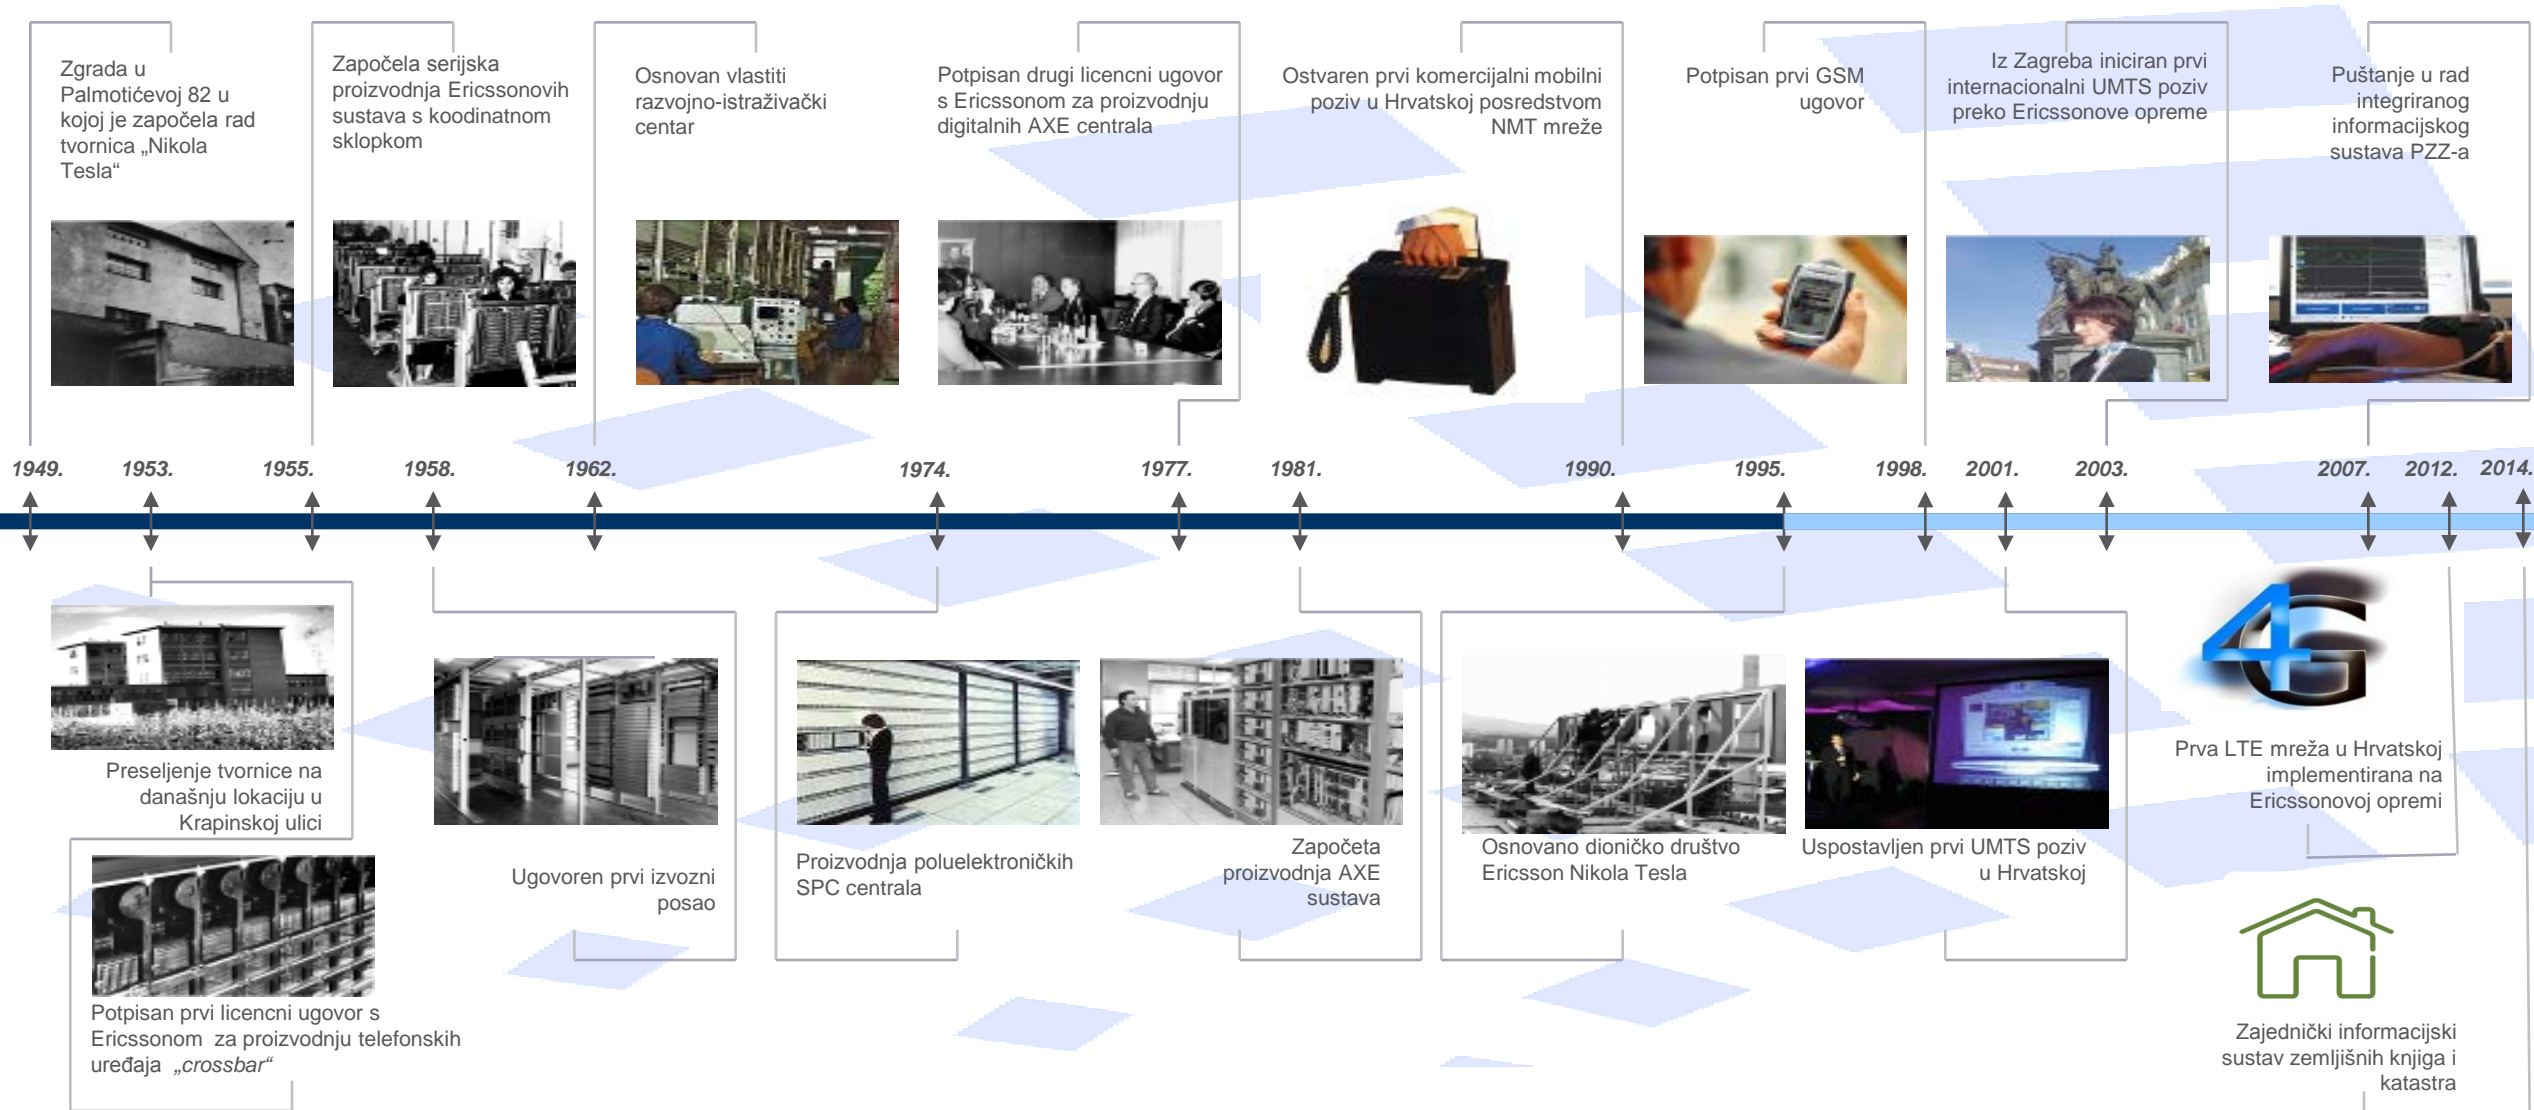 Zgrada u
Palmotićevoj 82 u
kojoj je započela rad
tvornica „Nikola
Tesla“
Započela serijska
proizvodnja Ericssonovih
sustava s koodinatnom
sklopkom
Osnovan vlastiti
razvojno-istraživački
centar
Potpisan drugi licencni ugovor
s Ericssonom za proizvodnju
digitalnih AXE centrala
Ostvaren prvi komercijalni mobilni
poziv u Hrvatskoj posredstvom
NMT mreže
Potpisan prvi GSM
ugovor
Iz Zagreba iniciran prvi
internacionalni UMTS poziv
preko Ericssonove opreme
Puštanje u rad
integriranog
informacijskog
sustava PZZ-a
1949. 1953. 1955. 1958. 1962. 1974. 1977. 1981. 1990. 1995. 1998. 2001. 2003. 2007. 2012. 2014.
Preseljenje tvornice na
današnju lokaciju u
Krapinskoj ulici
Potpisan prvi licencni ugovor s
Ericssonom za proizvodnju telefonskih
uređaja „crossbar“
Ugovoren prvi izvozni
posao
Proizvodnja poluelektroničkih
SPC centrala
Započeta
proizvodnja AXE
sustava
Osnovano dioničko društvo
Ericsson Nikola Tesla
Uspostavljen prvi UMTS poziv
u Hrvatskoj
4G
Prva LTE mreža u Hrvatskoj
implementirana na
Ericssonovoj opremi
Zajednički informacijski
sustav zemljišnih knjiga i
katastra